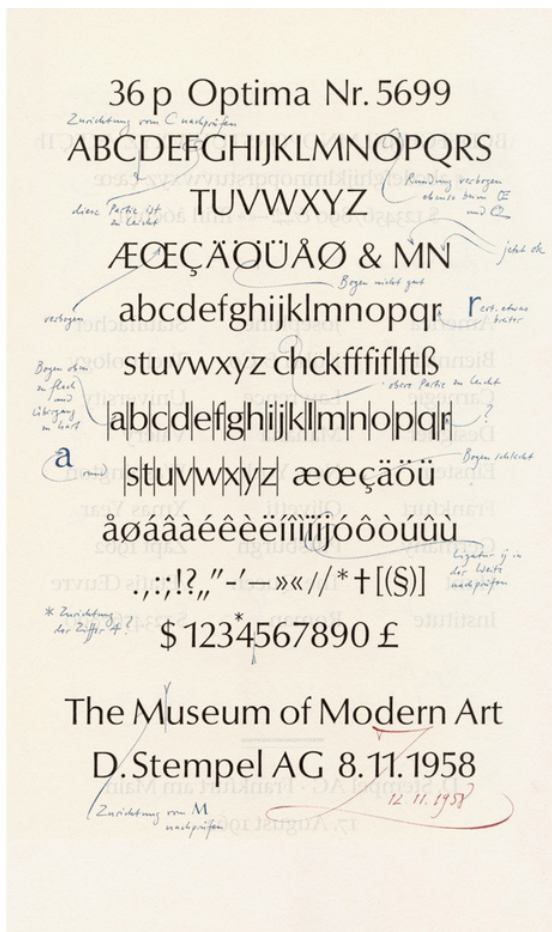 36 p Optima Nr. 5699
Zurichtung vom C nachprüfen
ABCDEFGHIJKLMNOPQRS
TUVWXYZ
diese Partie ist
zu leicht
Rundung verbogen
ebenso beim Œ
und Q
ÆŒÇÄÖÜÅØ & MN
jetzt ok
Bogen nicht gut
verbogen
abcdefghijklmnopqr
r evt. etwas
breiter
stuvwxyz chckfffiflftß
obere Partie zu leicht
Bogen oben
zu flach
und
Übergang
zu hart
|a|b|c|d|e|f|g|h|i|j|k|l|m|n|o|p|q|r|
?
a rund
|s|t|u|v|w|x|y|z| æœçäöü
Bogen schlecht
åøáâàéêèëíîìïĳóôòúûù
Ligatur ij in
der Weite
nachprüfen
.,:;!?„”-’—»«//*†[(§)]
* Zurichtung
der Ziffer 4?
*
$ 1234567890 £
The Museum of Modern Art
D. Stempel AG 8.11.1958
Z
12.11.1958
Zurichtung vom M
nachprüfen